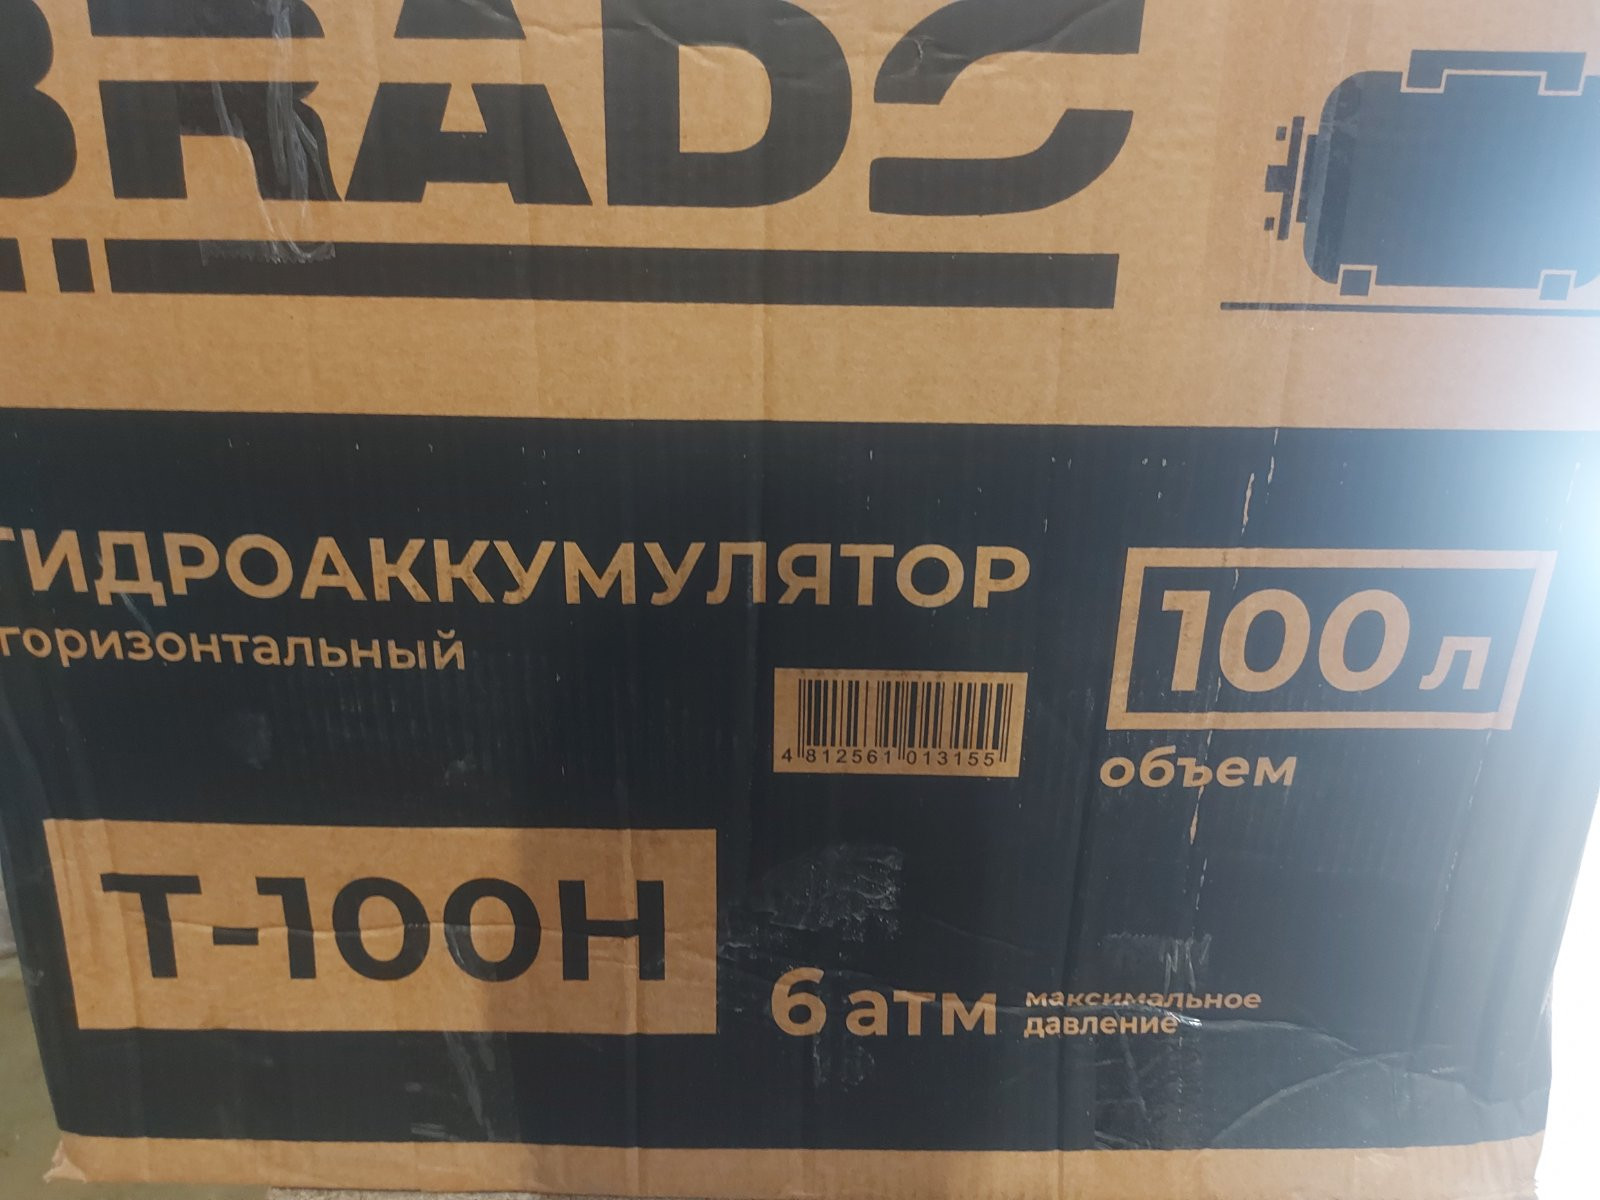 BRADS
ГИДРОАККУМУЛЯТОР
горизонтальный
100 л
объем
4 812561 013155
T-100H
6 атм максимальное
давление